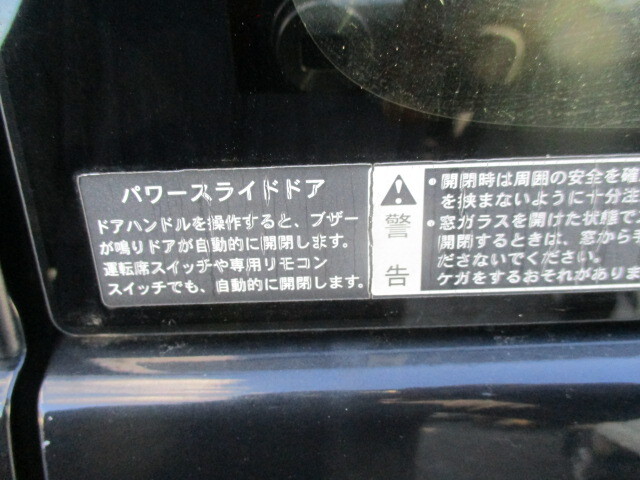 パワースライドドア
ドアハンドルを操作すると、ブザー
が鳴りドアが自動的に開閉します。
運転席スイッチや専用リモコン
スイッチでも、自動的に開閉します。
警告
・開閉時は周囲の安全を確
を挟まないように十分注
・窓ガラスを開けた状態で
開閉するときは、窓から手
ださないでください。
ケガをするおそれがありま